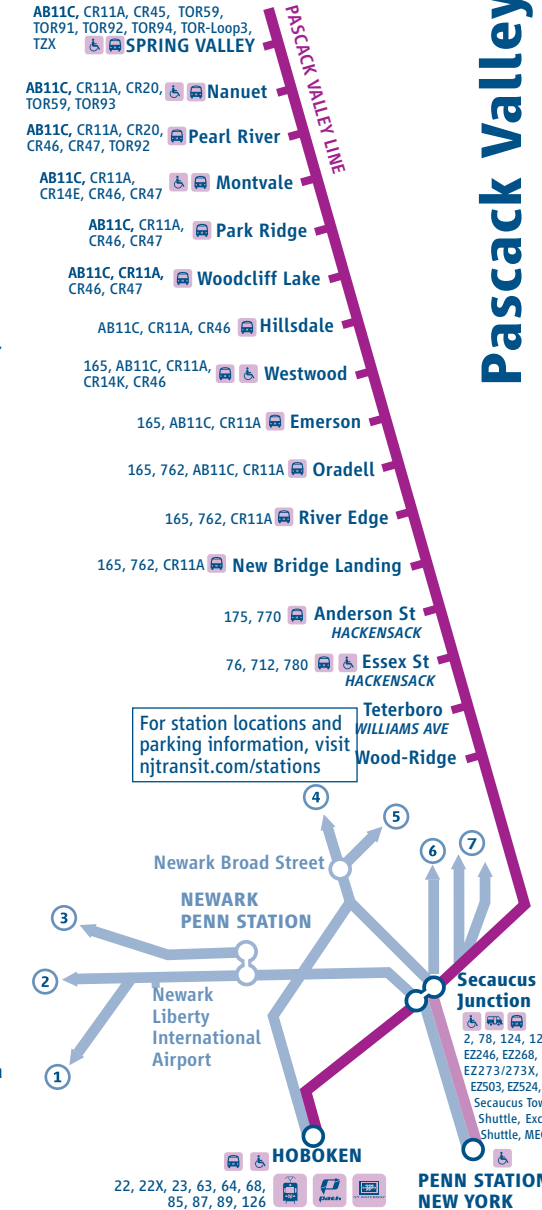 Pascack Valley
PASCACK VALLEY LINE
AB11C, CR11A, CR45, TOR59,
TOR91, TOR92, TOR94, TOR-Loop3,
TZX SPRING VALLEY
AB11C, CR11A, CR20, Nanuet
TOR59, TOR93
AB11C, CR11A, CR20, Pearl River
CR46, CR47, TOR92
AB11C, CR11A, Montvale
CR14E, CR46, CR47
AB11C, CR11A, Park Ridge
CR46, CR47
AB11C, CR11A, Woodcliff Lake
CR46, CR47
AB11C, CR11A, CR46 Hillsdale
165, AB11C, CR11A, Westwood
CR14K, CR46
165, AB11C, CR11A Emerson
165, 762, AB11C, CR11A Oradell
165, 762, CR11A River Edge
165, 762, CR11A New Bridge Landing
175, 770 Anderson St
HACKENSACK
76, 712, 780 Essex St
HACKENSACK
Teterboro
WILLIAMS AVE
Wood-Ridge
For station locations and
parking information, visit
njtransit.com/stations
4
5
6
7
Newark Broad Street
NEWARK
PENN STATION
3
2
1
Newark
Liberty
International
Airport
Secaucus
Junction
2, 78, 124, 12
EZ246, EZ268,
EZ273/273X,
EZ503, EZ524,
Secaucus Tow
Shuttle, Exc
Shuttle, ME
HOBOKEN
22, 22X, 23, 63, 64, 68,
85, 87, 89, 126
PENN STATION
NEW YORK